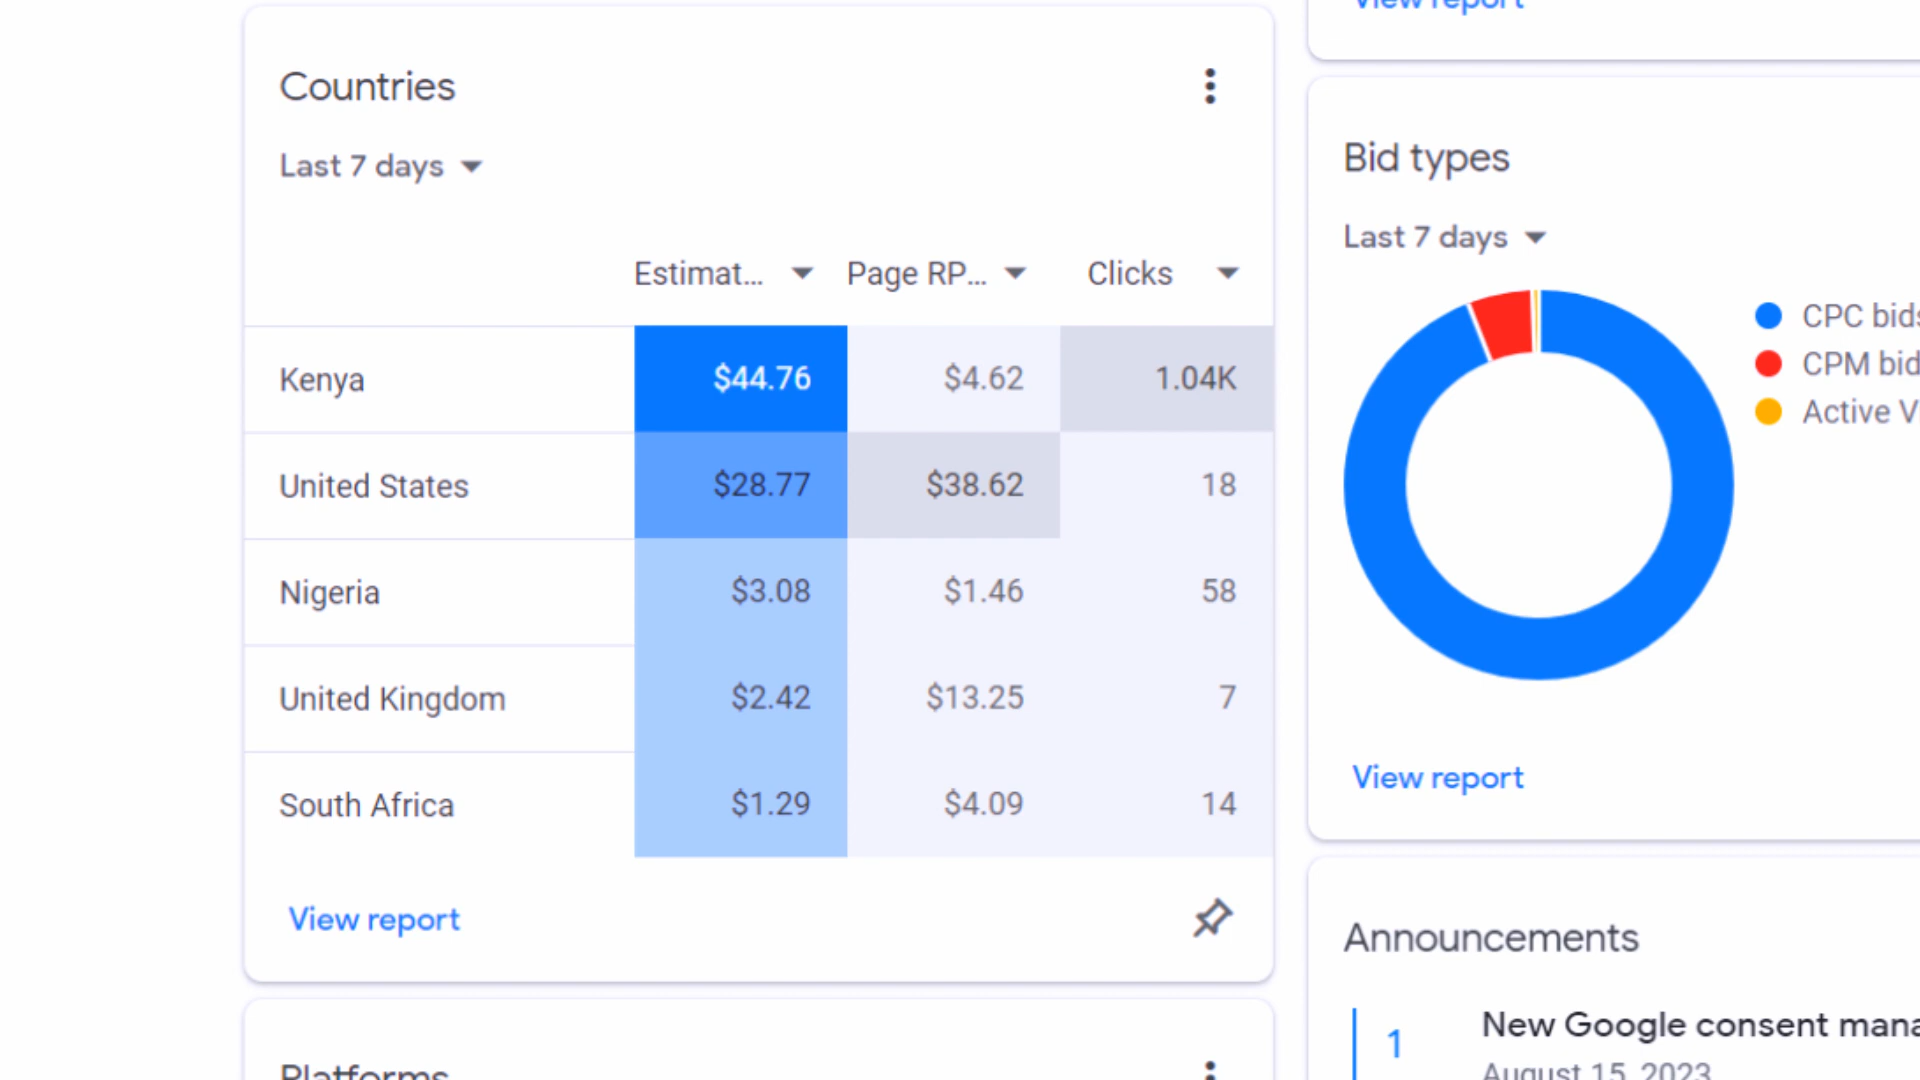 Countries
Last 7 days
Estimat... Page RP... Clicks
Kenya $44.76 $4.62 1.04K
United States $28.77 $38.62 18
Nigeria $3.08 $1.46 58
United Kingdom $2.42 $13.25 7
South Africa $1.29 $4.09 14
View report
Platforms
View report
Bid types
Last 7 days
CPC bids
CPM bid
Active V
View report
Announcements
1 New Google consent mana
August 15, 2023